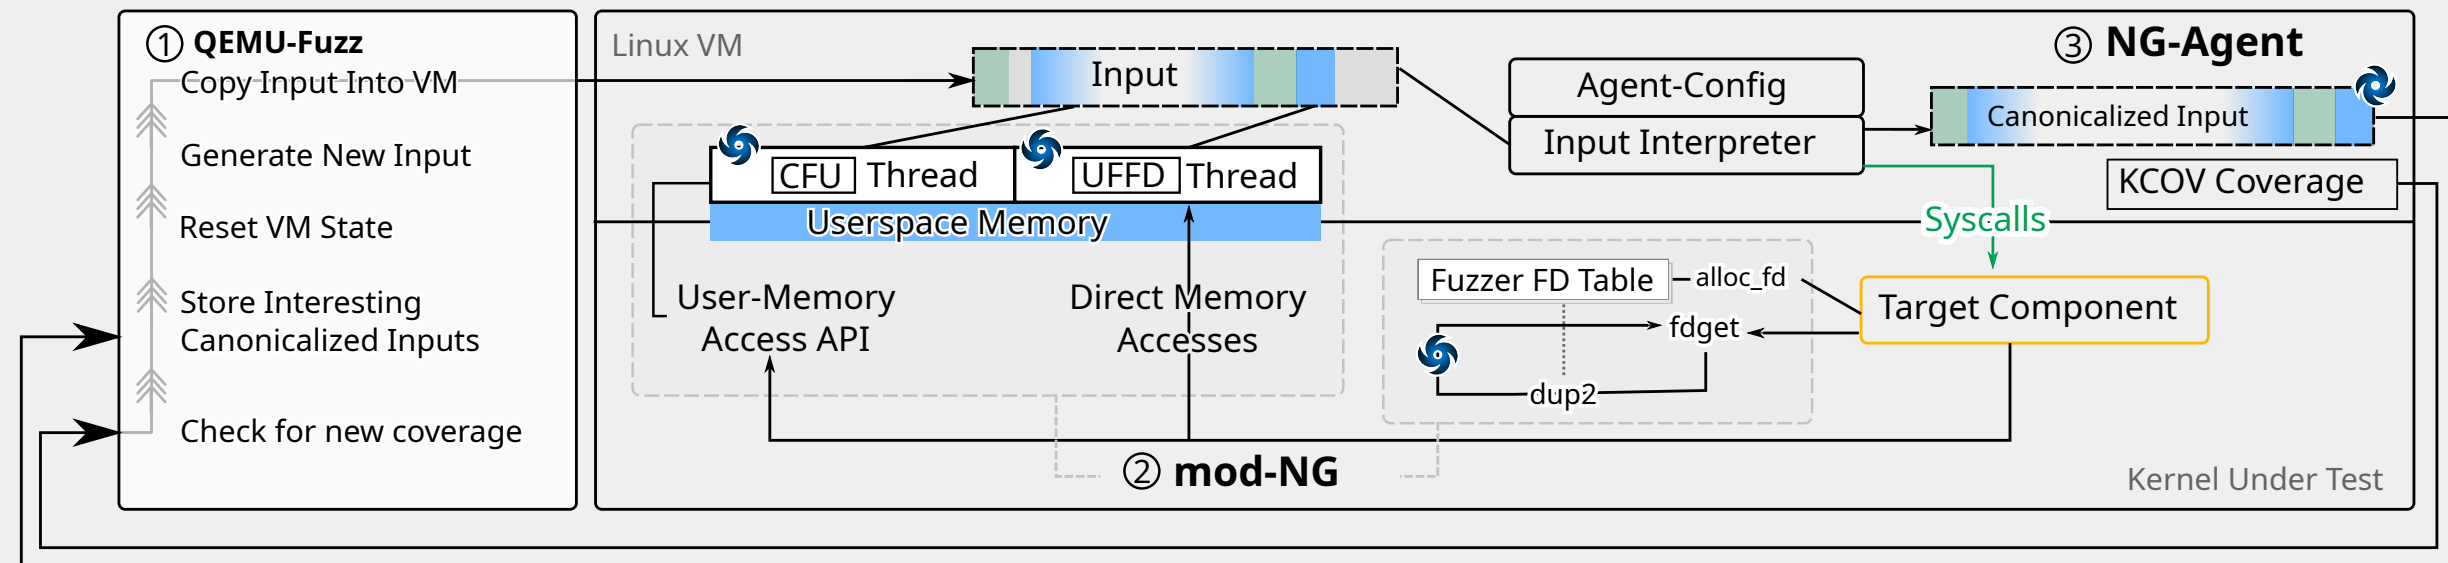 ① QEMU-Fuzz
Copy Input Into VM
Generate New Input
Reset VM State
Store Interesting
Canonicalized Inputs
Check for new coverage
Linux VM
Input
CFU Thread
UFFD Thread
Userspace Memory
User-Memory
Access API
Direct Memory
Accesses
② mod-NG
Agent-Config
Input Interpreter
③ NG-Agent
Canonicalized Input
KCOV Coverage
Syscalls
Fuzzer FD Table
alloc_fd
fdget
dup2
Target Component
Kernel Under Test